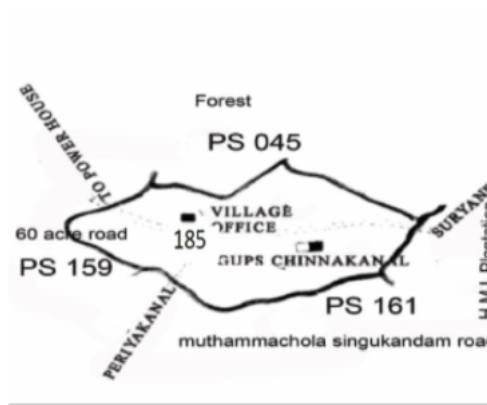 Forest
PS 045
TO POWER HOUSE
VILLAGE
OFFICE
185
60 acre road
GUPS CHINNAKANAL
PS 159
PS 161
PERIYAKANAL
muthammachola singukandam road